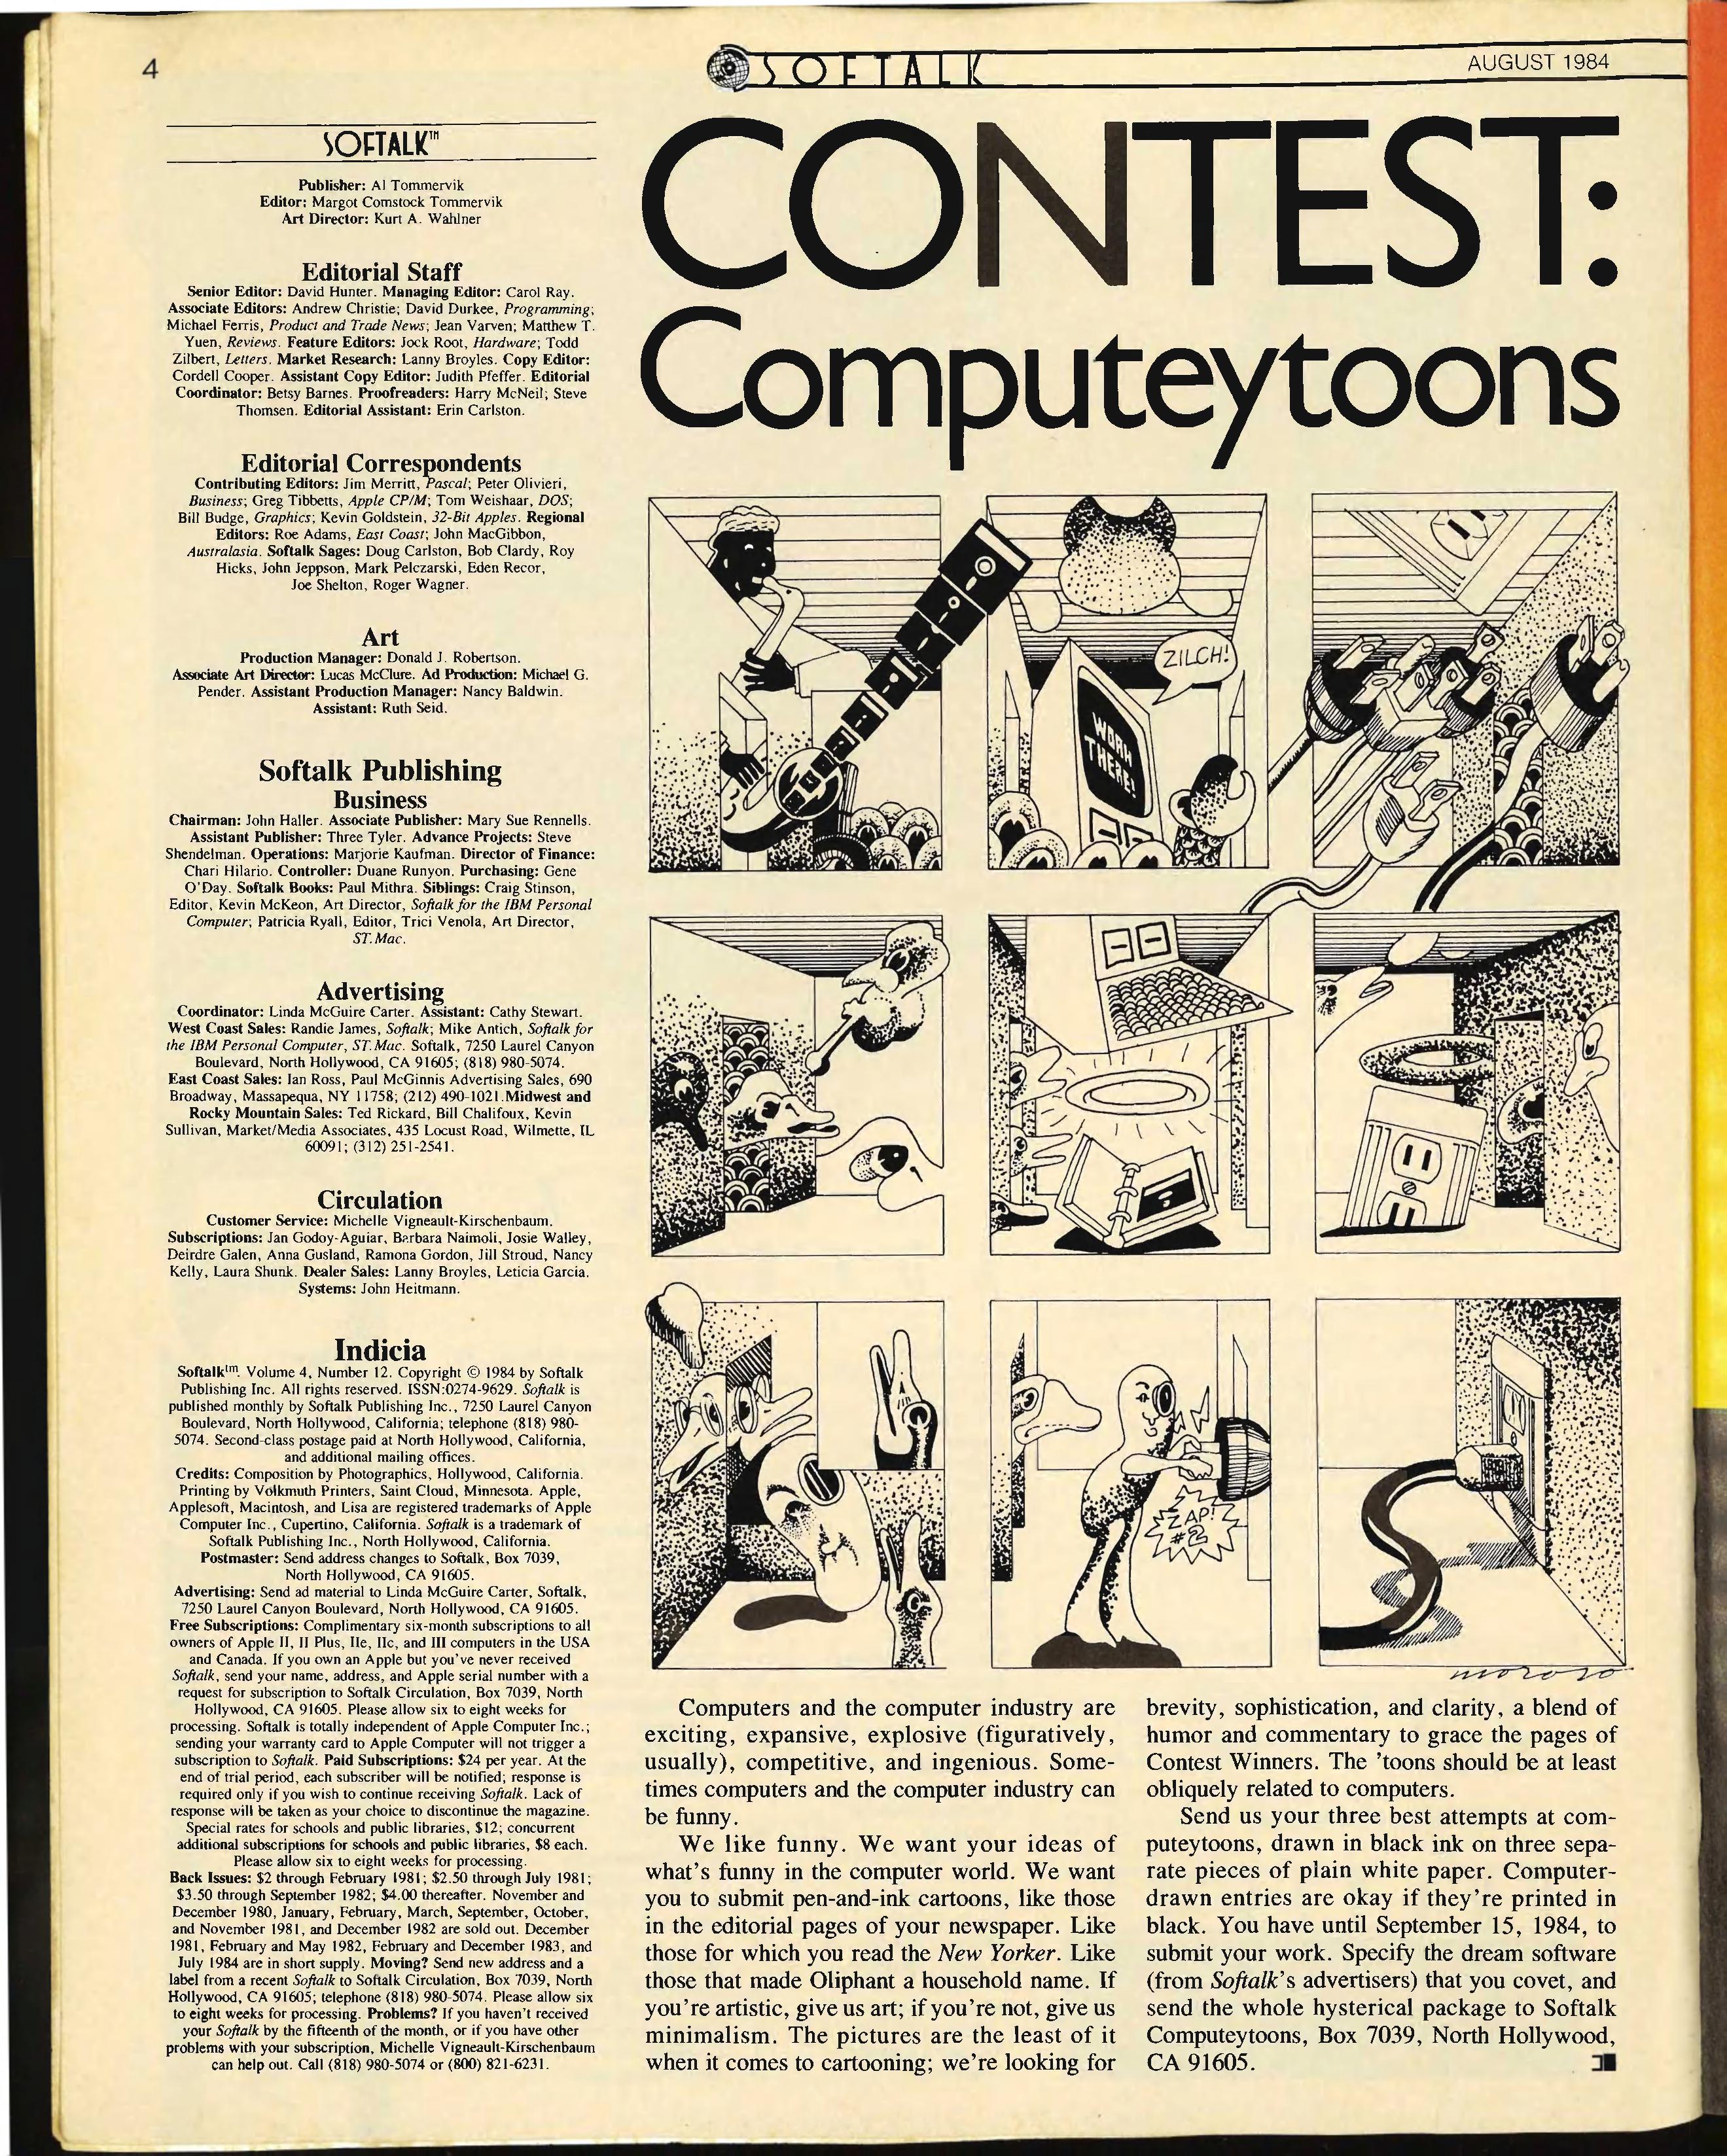 4
SOFTALK
AUGUST 1984
SOFTALK™
Publisher: Al Tommervik
Editor: Margot Comstock Tommervik
Art Director: Kurt A. Wahlner
Editorial Staff
Senior Editor: David Hunter. Managing Editor: Carol Ray.
Associate Editors: Andrew Christie; David Durkee, Programming;
Michael Ferris, Product and Trade News; Jean Varven; Matthew T.
Yuen, Reviews. Feature Editors: Jock Root, Hardware; Todd
Zilbert, Letters. Market Research: Lanny Broyles. Copy Editor:
Cordell Cooper. Assistant Copy Editor: Judith Pfeffer. Editorial
Coordinator: Betsy Barnes. Proofreaders: Harry McNeil; Steve
Thomsen. Editorial Assistant: Erin Carlston.
Editorial Correspondents
Contributing Editors: Jim Merritt, Pascal; Peter Olivieri,
Business; Greg Tibbetts, Apple CP/M; Tom Weishaar, DOS;
Bill Budge, Graphics; Kevin Goldstein, 32-Bit Apples. Regional
Editors: Roe Adams, East Coast; John MacGibbon,
Australasia. Softalk Sages: Doug Carlston, Bob Clardy, Roy
Hicks, John Jeppson, Mark Pelczarski, Eden Recor,
Joe Shelton, Roger Wagner.
Art
Production Manager: Donald J. Robertson.
Associate Art Director: Lucas McClure. Ad Production: Michael G.
Pender. Assistant Production Manager: Nancy Baldwin.
Assistant: Ruth Seid.
Softalk Publishing
Business
Chairman: John Haller. Associate Publisher: Mary Sue Rennells.
Assistant Publisher: Three Tyler. Advance Projects: Steve
Shendelman. Operations: Marjorie Kaufman. Director of Finance:
Chari Hilario. Controller: Duane Runyon. Purchasing: Gene
O'Day. Softalk Books: Paul Mithra. Siblings: Craig Stinson,
Editor, Kevin McKeon, Art Director, Softalk for the IBM Personal
Computer; Patricia Ryall, Editor, Trici Venola, Art Director,
ST.Mac.
Advertising
Coordinator: Linda McGuire Carter. Assistant: Cathy Stewart.
West Coast Sales: Randie James, Softalk; Mike Antich, Softalk for
the IBM Personal Computer, ST.Mac. Softalk, 7250 Laurel Canyon
Boulevard, North Hollywood, CA 91605; (818) 980-5074.
East Coast Sales: Ian Ross, Paul McGinnis Advertising Sales, 690
Broadway, Massapequa, NY 11758; (212) 490-1021.Midwest and
Rocky Mountain Sales: Ted Rickard, Bill Chalifoux, Kevin
Sullivan, Market/Media Associates, 435 Locust Road, Wilmette, IL
60091; (312) 251-2541.
Circulation
Customer Service: Michelle Vigneault-Kirschenbaum.
Subscriptions: Jan Godoy-Aguiar, Barbara Naimoli, Josie Walley,
Deirdre Galen, Anna Gusland, Ramona Gordon, Jill Stroud, Nancy
Kelly, Laura Shunk. Dealer Sales: Lanny Broyles, Leticia Garcia.
Systems: John Heitmann.
Indicia
Softalktm. Volume 4, Number 12. Copyright © 1984 by Softalk
Publishing Inc. All rights reserved. ISSN:0274-9629. Softalk is
published monthly by Softalk Publishing Inc., 7250 Laurel Canyon
Boulevard, North Hollywood, California; telephone (818) 980-
5074. Second-class postage paid at North Hollywood, California,
and additional mailing offices.
Credits: Composition by Photographics, Hollywood, California.
Printing by Volkmuth Printers, Saint Cloud, Minnesota. Apple,
Applesoft, Macintosh, and Lisa are registered trademarks of Apple
Computer Inc., Cupertino, California. Softalk is a trademark of
Softalk Publishing Inc., North Hollywood, California.
Postmaster: Send address changes to Softalk, Box 7039,
North Hollywood, CA 91605.
Advertising: Send ad material to Linda McGuire Carter, Softalk,
7250 Laurel Canyon Boulevard, North Hollywood, CA 91605.
Free Subscriptions: Complimentary six-month subscriptions to all
owners of Apple II, II Plus, IIe, IIc, and III computers in the USA
and Canada. If you own an Apple but you've never received
Softalk, send your name, address, and Apple serial number with a
request for subscription to Softalk Circulation, Box 7039, North
Hollywood, CA 91605. Please allow six to eight weeks for
processing. Softalk is totally independent of Apple Computer Inc.;
sending your warranty card to Apple Computer will not trigger a
subscription to Softalk. Paid Subscriptions: $24 per year. At the
end of trial period, each subscriber will be notified; response is
required only if you wish to continue receiving Softalk. Lack of
response will be taken as your choice to discontinue the magazine.
Special rates for schools and public libraries, $12; concurrent
additional subscriptions for schools and public libraries, $8 each.
Please allow six to eight weeks for processing.
Back Issues: $2 through February 1981; $2.50 through July 1981;
$3.50 through September 1982; $4.00 thereafter. November and
December 1980, January, February, March, September, October,
and November 1981, and December 1982 are sold out. December
1981, February and May 1982, February and December 1983, and
July 1984 are in short supply. Moving? Send new address and a
label from a recent Softalk to Softalk Circulation, Box 7039, North
Hollywood, CA 91605; telephone (818) 980-5074. Please allow six
to eight weeks for processing. Problems? If you haven't received
your Softalk by the fifteenth of the month, or if you have other
problems with your subscription, Michelle Vigneault-Kirschenbaum
can help out. Call (818) 980-5074 or (800) 821-6231.
CONTEST:
Computeytoons
ZILCH!
WORK
THERE!
ZAP!
#2
moroso
Computers and the computer industry are
exciting, expansive, explosive (figuratively,
usually), competitive, and ingenious. Some-
times computers and the computer industry can
be funny.
We like funny. We want your ideas of
what's funny in the computer world. We want
you to submit pen-and-ink cartoons, like those
in the editorial pages of your newspaper. Like
those for which you read the New Yorker. Like
those that made Oliphant a household name. If
you're artistic, give us art; if you're not, give us
minimalism. The pictures are the least of it
when it comes to cartooning; we're looking for
brevity, sophistication, and clarity, a blend of
humor and commentary to grace the pages of
Contest Winners. The 'toons should be at least
obliquely related to computers.
Send us your three best attempts at com-
puteytoons, drawn in black ink on three sepa-
rate pieces of plain white paper. Computer-
drawn entries are okay if they're printed in
black. You have until September 15, 1984, to
submit your work. Specify the dream software
(from Softalk's advertisers) that you covet, and
send the whole hysterical package to Softalk
Computeytoons, Box 7039, North Hollywood,
CA 91605.